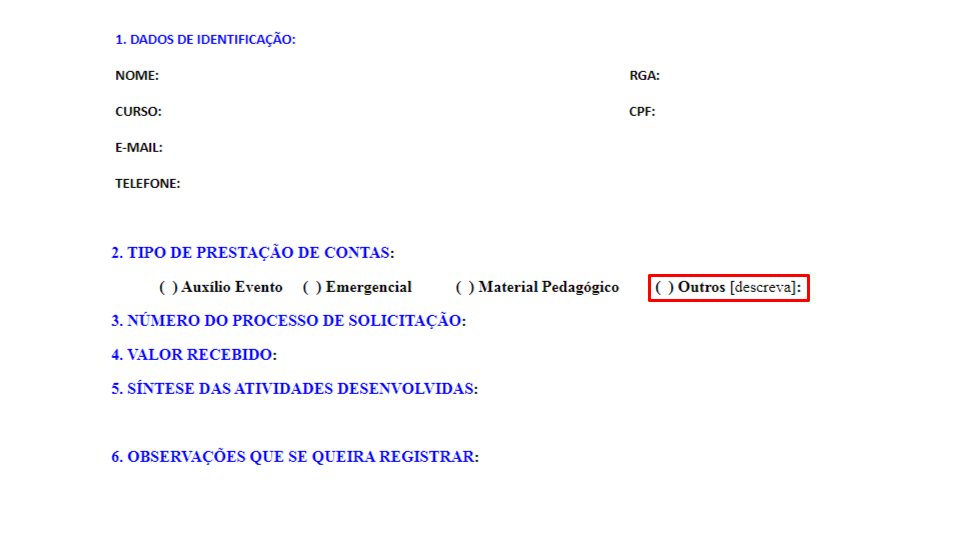 1. DADOS DE IDENTIFICAÇÃO:
NOME: RGA:
CURSO: CPF:
E-MAIL:
TELEFONE:
2. TIPO DE PRESTAÇÃO DE CONTAS:
( ) Auxílio Evento ( ) Emergencial ( ) Material Pedagógico ( ) Outros [descreva]:
3. NÚMERO DO PROCESSO DE SOLICITAÇÃO:
4. VALOR RECEBIDO:
5. SÍNTESE DAS ATIVIDADES DESENVOLVIDAS:
6. OBSERVAÇÕES QUE SE QUEIRA REGISTRAR: